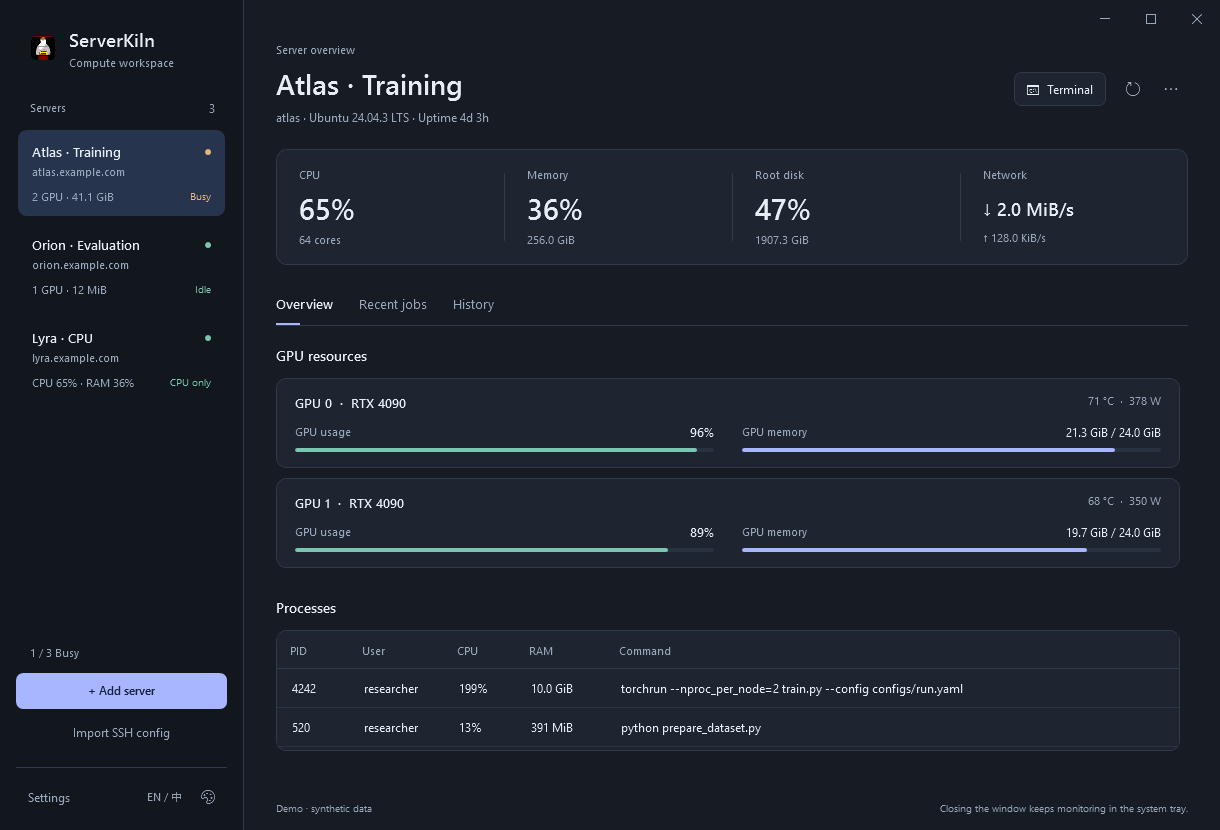 ServerKiln
Compute workspace
Servers 3
Atlas · Training
atlas.example.com
2 GPU · 41.1 GiB Busy
Orion · Evaluation
orion.example.com
1 GPU · 12 MiB Idle
Lyra · CPU
lyra.example.com
CPU 65% · RAM 36% CPU only
1 / 3 Busy
+ Add server
Import SSH config
Settings EN / 中
Server overview
Atlas · Training
atlas · Ubuntu 24.04.3 LTS · Uptime 4d 3h
Terminal
CPU Memory Root disk Network
65% 36% 47% ↓ 2.0 MiB/s
64 cores 256.0 GiB 1907.3 GiB ↑ 128.0 KiB/s
Overview Recent jobs History
GPU resources
GPU 0 · RTX 4090 71 °C · 378 W
GPU usage 96% GPU memory 21.3 GiB / 24.0 GiB
GPU 1 · RTX 4090 68 °C · 350 W
GPU usage 89% GPU memory 19.7 GiB / 24.0 GiB
Processes
PID User CPU RAM Command
4242 researcher 199% 10.0 GiB torchrun --nproc_per_node=2 train.py --config configs/run.yaml
520 researcher 13% 391 MiB python prepare_dataset.py
Demo · synthetic data Closing the window keeps monitoring in the system tray.